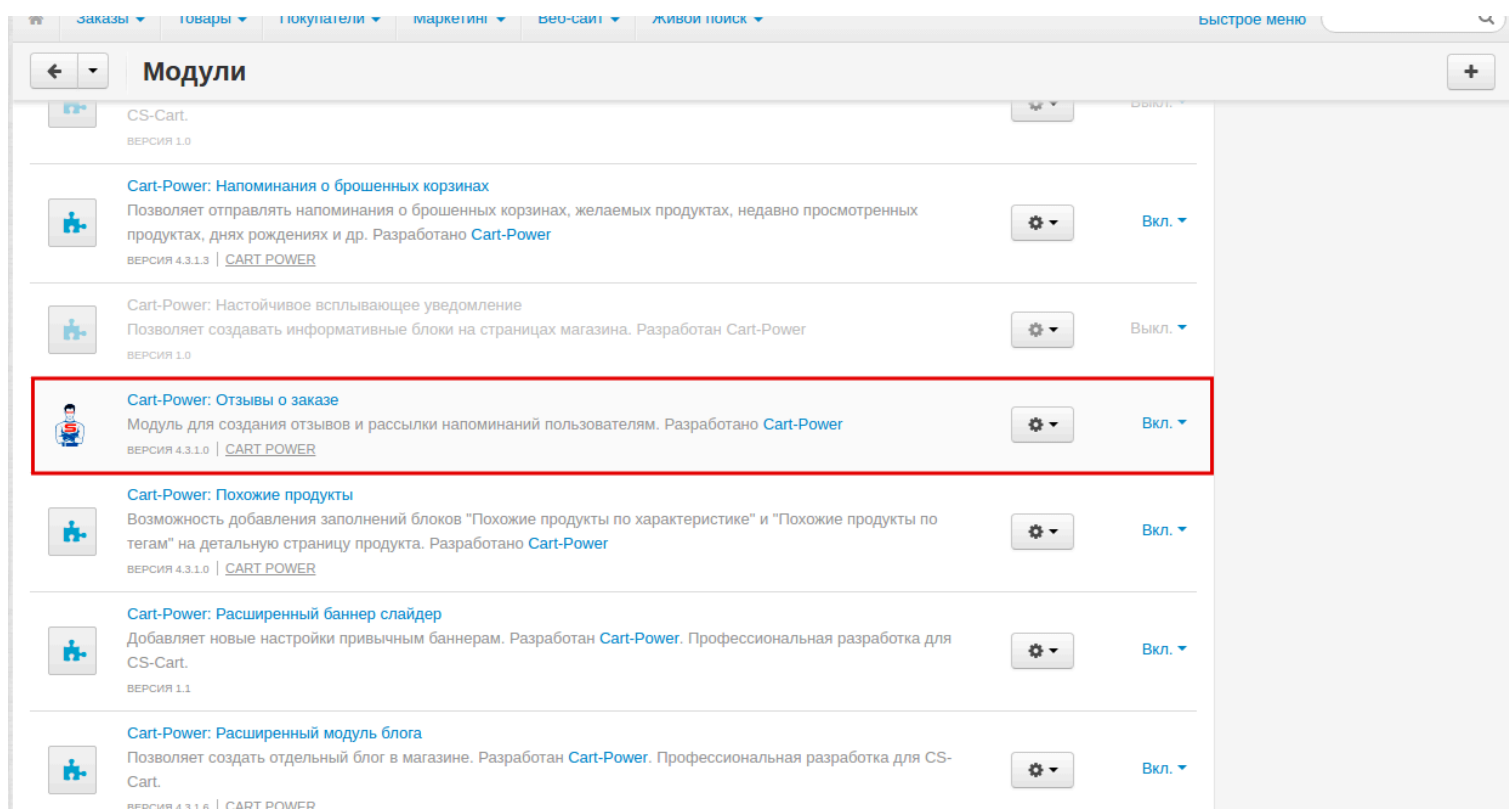 Заказы
Товары
Покупатели
Маркетинг
Веб-сайт
Живой поиск
Быстрое меню
Модули
CS-Cart.
Выкл.
ВЕРСИЯ 1.0
Cart-Power: Напоминания о брошенных корзинах
Позволяет отправлять напоминания о брошенных корзинах, желаемых продуктах, недавно просмотренных
продуктах, днях рождениях и др. Разработано Cart-Power
Вкл.
ВЕРСИЯ 4.3.1.3 | CART POWER
Cart-Power: Настойчивое всплывающее уведомление
Позволяет создавать информативные блоки на страницах магазина. Разработан Cart-Power
Выкл.
ВЕРСИЯ 1.0
Cart-Power: Отзывы о заказе
Модуль для создания отзывов и рассылки напоминаний пользователям. Разработано Cart-Power
Вкл.
ВЕРСИЯ 4.3.1.0 | CART POWER
Cart-Power: Похожие продукты
Возможность добавления заполнений блоков "Похожие продукты по характеристике" и "Похожие продукты по
тегам" на детальную страницу продукта. Разработано Cart-Power
Вкл.
ВЕРСИЯ 4.3.1.0 | CART POWER
Cart-Power: Расширенный баннер слайдер
Добавляет новые настройки привычным баннерам. Разработан Cart-Power. Профессиональная разработка для
CS-Cart.
Вкл.
ВЕРСИЯ 1.1
Cart-Power: Расширенный модуль блога
Позволяет создать отдельный блог в магазине. Разработан Cart-Power. Профессиональная разработка для CS-
Cart.
Вкл.
ВЕРСИЯ 4.3.1.6 | CART POWER